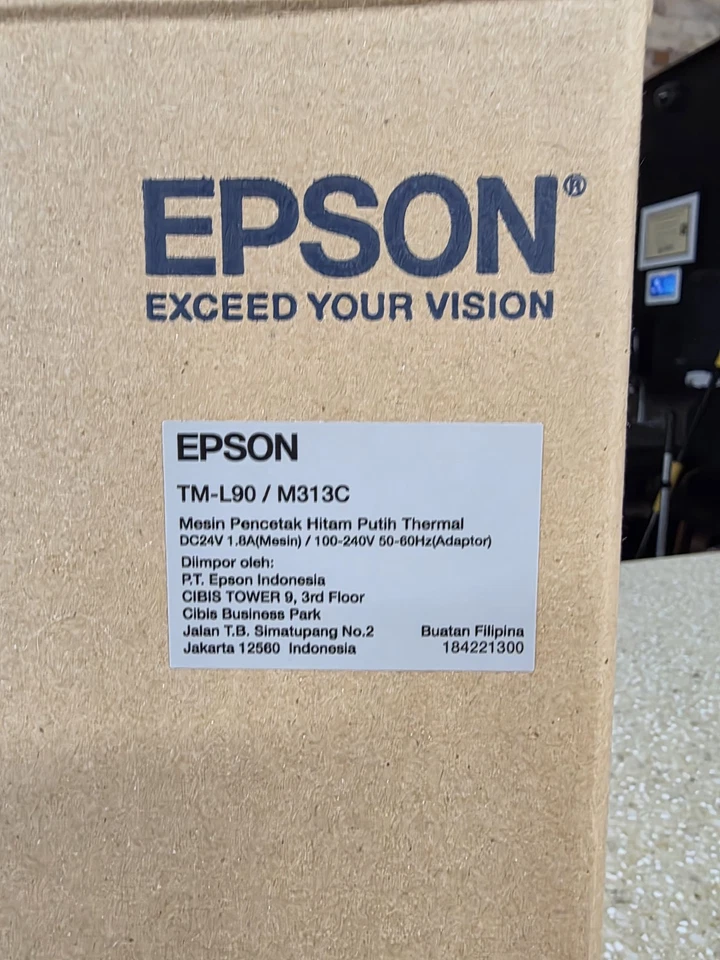 EPSON®
EXCEED YOUR VISION
EPSON
TM-L90 / M313C
Mesin Pencetak Hitam Putih Thermal
DC24V 1.8A(Mesin) / 100-240V 50-60Hz(Adaptor)
Diimpor oleh:
P.T. Epson Indonesia
CIBIS TOWER 9, 3rd Floor
Cibis Business Park
Jalan T.B. Simatupang No.2 Buatan Filipina
Jakarta 12560 Indonesia 184221300